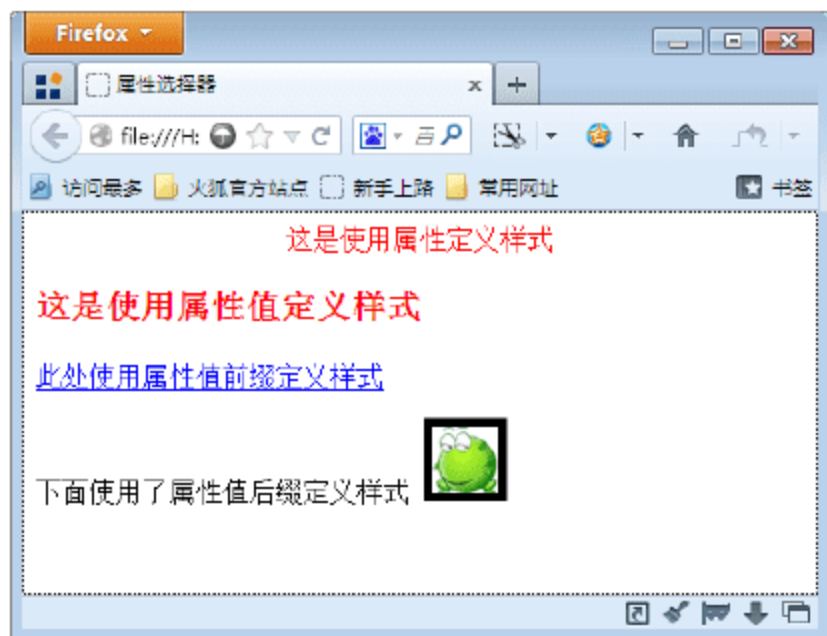 Firefox
属性选择器
file:///H:
百
访问最多 火狐官方站点 新手上路 常用网址 书签
这是使用属性定义样式
这是使用属性值定义样式
此处使用属性值前缀定义样式
下面使用了属性值后缀定义样式